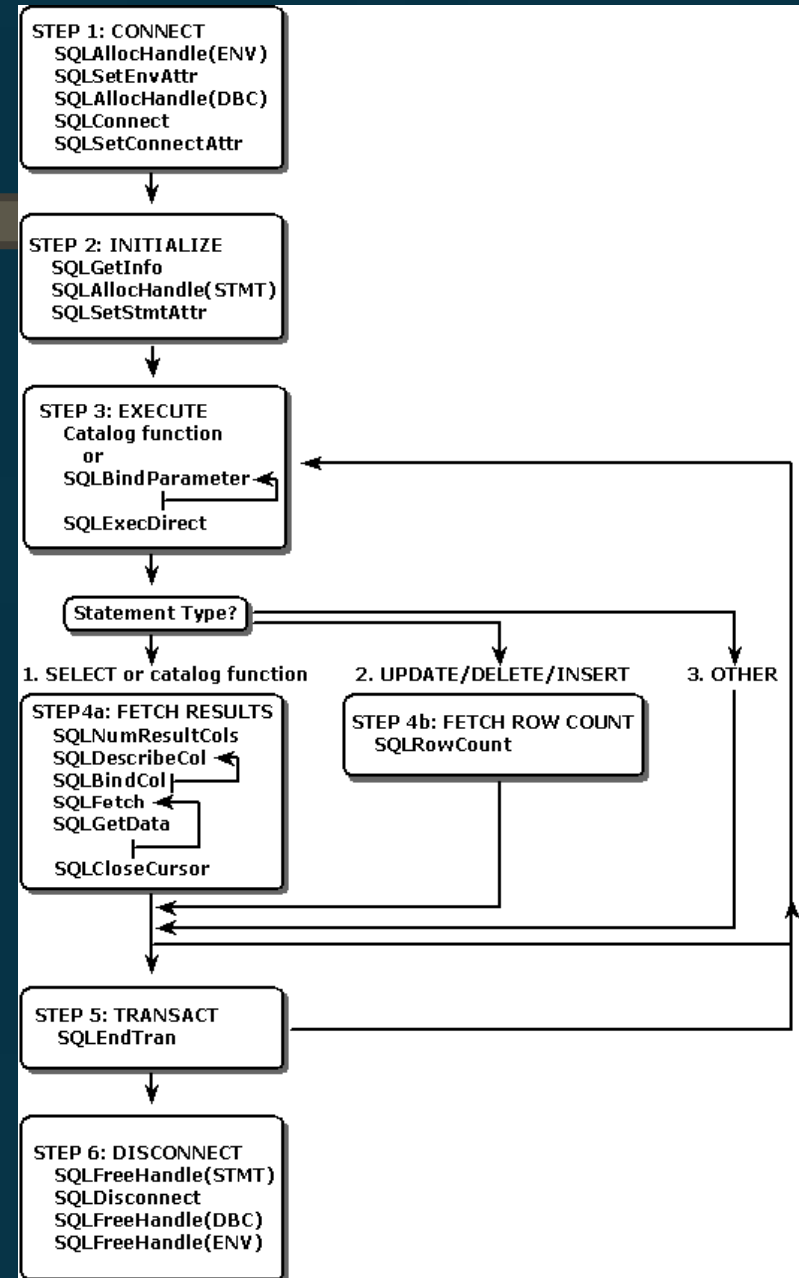 STEP 1: CONNECT
SQLAllocHandle(ENV)
SQLSetEnvAttr
SQLAllocHandle(DBC)
SQLConnect
SQLSetConnectAttr
STEP 2: INITIALIZE
SQLGetInfo
SQLAllocHandle(STMT)
SQLSetStmtAttr
STEP 3: EXECUTE
Catalog function
or
SQLBindParameter
SQLExecDirect
Statement Type?
1. SELECT or catalog function
2. UPDATE/DELETE/INSERT
3. OTHER
STEP4a: FETCH RESULTS
SQLNumResultCols
SQLDescribeCol
SQLBindCol
SQLFetch
SQLGetData
SQLCloseCursor
STEP 4b: FETCH ROW COUNT
SQLRowCount
STEP 5: TRANSACT
SQLEndTran
STEP 6: DISCONNECT
SQLFreeHandle(STMT)
SQLDisconnect
SQLFreeHandle(DBC)
SQLFreeHandle(ENV)